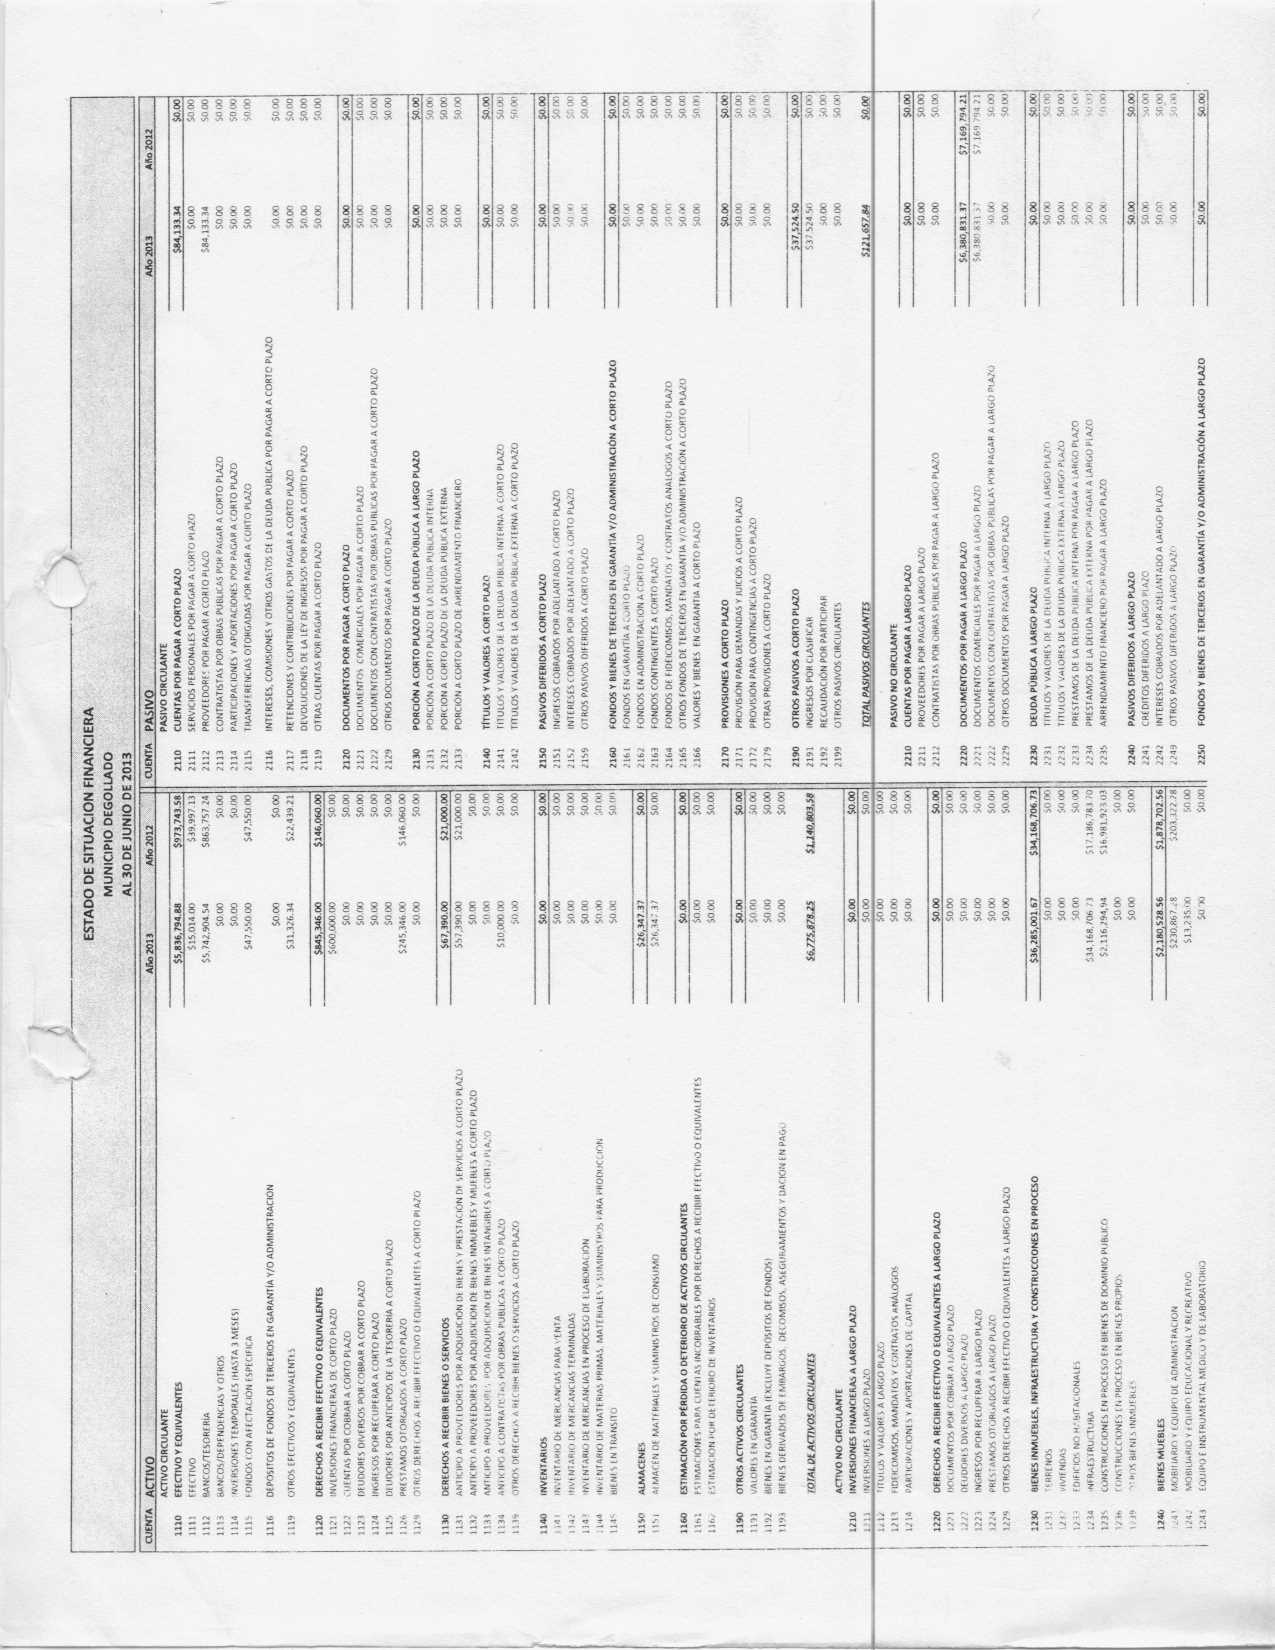 ESTADO DE SITUACION FINANCIERA
MUNICIPIO DEGOLLADO
AL 30 DE JUNIO DE 2013
CUENTA ACTIVO Año 2013 Año 2012
ACTIVO CIRCULANTE
1110 EFECTIVO Y EQUIVALENTES $5,836,794.88 $973,743.58
1111 EFECTIVO $15,014.00 $39,997.13
1112 BANCOS/TESORERÍA $5,742,904.54 $863,757.24
1113 BANCOS/DEPENDENCIAS Y OTROS $0.00 $0.00
1114 INVERSIONES TEMPORALES (HASTA 3 MESES) $0.00 $0.00
1115 FONDOS CON AFECTACION ESPECIFICA $47,550.00 $47,550.00
1116 DEPOSITOS DE FONDOS DE TERCEROS EN GARANTÍA Y/O ADMINISTRACION $0.00 $0.00
1119 OTROS EFECTIVOS Y EQUIVALENTES $31,326.34 $22,439.21
1120 DERECHOS A RECIBIR EFECTIVO O EQUIVALENTES $845,346.00 $146,060.00
1121 INVERSIONES FINANCIERAS DE CORTO PLAZO $600,000.00 $0.00
1122 CUENTAS POR COBRAR A CORTO PLAZO $0.00 $0.00
1123 DEUDORES DIVERSOS POR COBRAR A CORTO PLAZO $0.00 $0.00
1124 INGRESOS POR RECUPERAR A CORTO PLAZO $0.00 $0.00
1125 DEUDORES POR ANTICIPOS DE LA TESORERIA A CORTO PLAZO $0.00 $0.00
1126 PRESTAMOS OTORGADOS A CORTO PLAZO $245,346.00 $146,060.00
1129 OTROS DERECHOS A RECIBIR EFECTIVO O EQUIVALENTES A CORTO PLAZO $0.00 $0.00
1130 DERECHOS A RECIBIR BIENES O SERVICIOS $67,390.00 $21,000.00
1131 ANTICIPO A PROVEEDORES POR ADQUISICION DE BIENES Y PRESTACION DE SERVICIOS A CORTO PLAZO $57,390.00 $21,000.00
1132 ANTICIPO A PROVEEDORES POR ADQUISICION DE BIENES INMUEBLES Y MUEBLES A CORTO PLAZO $0.00 $0.00
1133 ANTICIPO A PROVEEDORES POR ADQUISICION DE BIENES INTANGIBLES A CORTO PLAZO $0.00 $0.00
1134 ANTICIPO A CONTRATISTAS POR OBRAS PUBLICAS A CORTO PLAZO $10,000.00 $0.00
1139 OTROS DERECHOS A RECIBIR BIENES O SERVICIOS A CORTO PLAZO $0.00 $0.00
1140 INVENTARIOS $0.00 $0.00
1141 INVENTARIO DE MERCANCIAS PARA VENTA $0.00 $0.00
1142 INVENTARIO DE MERCANCIAS TERMINADAS $0.00 $0.00
1143 INVENTARIO DE MERCANCIAS EN PROCESO DE ELABORACIÓN $0.00 $0.00
1144 INVENTARIO DE MATERIAS PRIMAS, MATERIALES Y SUMINISTROS PARA PRODUCCION $0.00 $0.00
1145 BIENES EN TRANSITO $0.00 $0.00
1150 ALMACENES $26,347.37 $0.00
1151 ALMACEN DE MATERIALES Y SUMINISTROS DE CONSUMO $26,347.37 $0.00
1160 ESTIMACIÓN POR PÉRDIDA O DETERIORO DE ACTIVOS CIRCULANTES $0.00 $0.00
1161 ESTIMACIONES PARA CUENTAS INCOBRABLES POR DERECHOS A RECIBIR EFECTIVO O EQUIVALENTES $0.00 $0.00
1162 ESTIMACION POR DETERIORO DE INVENTARIOS $0.00 $0.00
1190 OTROS ACTIVOS CIRCULANTES $0.00 $0.00
1191 VALORES EN GARANTÍA $0.00 $0.00
1192 BIENES EN GARANTÍA (EXCLUYE DEPOSITOS DE FONDOS) $0.00 $0.00
1193 BIENES DERIVADOS DE EMBARGOS, DECOMISOS, ASEGURAMIENTOS Y DACION EN PAGO $0.00 $0.00
TOTAL DE ACTIVOS CIRCULANTES $6,775,878.25 $1,140,803.58
ACTIVO NO CIRCULANTE
1210 INVERSIONES FINANCIERAS A LARGO PLAZO $0.00 $0.00
1211 INVERSIONES A LARGO PLAZO $0.00 $0.00
1212 TITULOS Y VALORES A LARGO PLAZO $0.00 $0.00
1213 FIDEICOMISOS, MANDATOS Y CONTRATOS ANÁLOGOS $0.00 $0.00
1214 PARTICIPACIONES Y APORTACIONES DE CAPITAL $0.00 $0.00
1220 DERECHOS A RECIBIR EFECTIVO O EQUIVALENTES A LARGO PLAZO $0.00 $0.00
1221 DOCUMENTOS POR COBRAR A LARGO PLAZO $0.00 $0.00
1222 DEUDORES DIVERSOS A LARGO PLAZO $0.00 $0.00
1223 INGRESOS POR RECUPERAR A LARGO PLAZO $0.00 $0.00
1224 PRESTAMOS OTORGADOS A LARGO PLAZO $0.00 $0.00
1229 OTROS DERECHOS A RECIBIR EFECTIVO O EQUIVALENTES A LARGO PLAZO $0.00 $0.00
1230 BIENES INMUEBLES, INFRAESTRUCTURA Y CONSTRUCCIONES EN PROCESO $36,285,001.67 $34,168,706.73
1231 TERRENOS $0.00 $0.00
1232 VIVIENDAS $0.00 $0.00
1233 EDIFICIOS NO HABITACIONALES $0.00 $0.00
1234 INFRAESTRUCTURA $34,168,706.73 $17,186,783.70
1235 CONSTRUCCIONES EN PROCESO EN BIENES DE DOMINIO PUBLICO $2,116,294.94 $16,981,923.03
1236 CONSTRUCCIONES EN PROCESO EN BIENES PROPIOS $0.00 $0.00
1239 OTROS BIENES INMUEBLES $0.00 $0.00
1240 BIENES MUEBLES $2,180,528.56 $1,878,702.56
1241 MOBILIARIO Y EQUIPO DE ADMINISTRACION $230,867.28 $203,322.28
1242 MOBILIARIO Y EQUIPO EDUCACIONAL Y RECREATIVO $13,235.00 $0.00
1243 EQUIPO E INSTRUMENTAL MEDICO Y DE LABORATORIO $0.00 $0.00
CUENTA PASIVO Año 2013 Año 2012
PASIVO CIRCULANTE
2110 CUENTAS POR PAGAR A CORTO PLAZO $84,133.34 $0.00
2111 SERVICIOS PERSONALES POR PAGAR A CORTO PLAZO $0.00 $0.00
2112 PROVEEDORES POR PAGAR A CORTO PLAZO $84,133.34 $0.00
2113 CONTRATISTAS POR OBRAS PUBLICAS POR PAGAR A CORTO PLAZO $0.00 $0.00
2114 PARTICIPACIONES Y APORTACIONES POR PAGAR A CORTO PLAZO $0.00 $0.00
2115 TRANSFERENCIAS OTORGADAS POR PAGAR A CORTO PLAZO $0.00 $0.00
2116 INTERESES, COMISIONES Y OTROS GASTOS DE LA DEUDA PUBLICA POR PAGAR A CORTO PLAZO $0.00 $0.00
2117 RETENCIONES Y CONTRIBUCIONES POR PAGAR A CORTO PLAZO $0.00 $0.00
2118 DEVOLUCIONES DE LA LEY DE INGRESOS POR PAGAR A CORTO PLAZO $0.00 $0.00
2119 OTRAS CUENTAS POR PAGAR A CORTO PLAZO $0.00 $0.00
2120 DOCUMENTOS POR PAGAR A CORTO PLAZO $0.00 $0.00
2121 DOCUMENTOS COMERCIALES POR PAGAR A CORTO PLAZO $0.00 $0.00
2122 DOCUMENTOS CON CONTRATISTAS POR OBRAS PUBLICAS POR PAGAR A CORTO PLAZO $0.00 $0.00
2129 OTROS DOCUMENTOS POR PAGAR A CORTO PLAZO $0.00 $0.00
2130 PORCIÓN A CORTO PLAZO DE LA DEUDA PÚBLICA A LARGO PLAZO $0.00 $0.00
2131 PORCIÓN A CORTO PLAZO DE LA DEUDA PUBLICA INTERNA $0.00 $0.00
2132 PORCIÓN A CORTO PLAZO DE LA DEUDA PÚBLICA EXTERNA $0.00 $0.00
2133 PORCIÓN A CORTO PLAZO DE ARRENDAMIENTO FINANCIERO $0.00 $0.00
2140 TÍTULOS Y VALORES A CORTO PLAZO $0.00 $0.00
2141 TITULOS Y VALORES DE LA DEUDA PUBLICA INTERNA A CORTO PLAZO $0.00 $0.00
2142 TITULOS Y VALORES DE LA DEUDA PUBLICA EXTERNA A CORTO PLAZO $0.00 $0.00
2150 PASIVOS DIFERIDOS A CORTO PLAZO $0.00 $0.00
2151 INGRESOS COBRADOS POR ADELANTADO A CORTO PLAZO $0.00 $0.00
2152 INTERESES COBRADOS POR ADELANTADO A CORTO PLAZO $0.00 $0.00
2159 OTROS PASIVOS DIFERIDOS A CORTO PLAZO $0.00 $0.00
2160 FONDOS Y BIENES DE TERCEROS EN GARANTÍA Y/O ADMINISTRACIÓN A CORTO PLAZO $0.00 $0.00
2161 FONDOS EN GARANTÍA A CORTO PLAZO $0.00 $0.00
2162 FONDOS EN ADMINISTRACIÓN A CORTO PLAZO $0.00 $0.00
2163 FONDOS CONTINGENTES A CORTO PLAZO $0.00 $0.00
2164 FONDOS DE FIDEICOMISOS, MANDATOS Y CONTRATOS ANALOGOS A CORTO PLAZO $0.00 $0.00
2165 OTROS FONDOS DE TERCEROS EN GARANTIA Y/O ADMINISTRACIÓN A CORTO PLAZO $0.00 $0.00
2166 VALORES Y BIENES EN GARANTÍA A CORTO PLAZO $0.00 $0.00
2170 PROVISIONES A CORTO PLAZO $0.00 $0.00
2171 PROVISIÓN PARA DEMANDAS Y JUICIOS A CORTO PLAZO $0.00 $0.00
2172 PROVISIÓN PARA CONTINGENCIAS A CORTO PLAZO $0.00 $0.00
2179 OTRAS PROVISIONES A CORTO PLAZO $0.00 $0.00
2190 OTROS PASIVOS A CORTO PLAZO $37,524.50 $0.00
2191 INGRESOS POR CLASIFICAR $37,524.50 $0.00
2192 RECAUDACIÓN POR PARTICIPAR $0.00 $0.00
2199 OTROS PASIVOS CIRCULANTES $0.00 $0.00
TOTAL PASIVOS CIRCULANTES $121,657.84 $0.00
PASIVO NO CIRCULANTE
2210 CUENTAS POR PAGAR A LARGO PLAZO $0.00 $0.00
2211 PROVEEDORES POR PAGAR A LARGO PLAZO $0.00 $0.00
2212 CONTRATISTAS POR OBRAS PUBLICAS POR PAGAR A LARGO PLAZO $0.00 $0.00
2220 DOCUMENTOS POR PAGAR A LARGO PLAZO $6,380,831.37 $7,169,794.21
2221 DOCUMENTOS COMERCIALES POR PAGAR A LARGO PLAZO $6,380,831.37 $7,169,794.21
2222 DOCUMENTOS CON CONTRATISTAS POR OBRAS PUBLICAS POR PAGAR A LARGO PLAZO $0.00 $0.00
2229 OTROS DOCUMENTOS POR PAGAR A LARGO PLAZO $0.00 $0.00
2230 DEUDA PÚBLICA A LARGO PLAZO $0.00 $0.00
2231 TITULOS Y VALORES DE LA DEUDA PUBLICA INTERNA A LARGO PLAZO $0.00 $0.00
2232 TITULOS Y VALORES DE LA DEUDA PUBLICA EXTERNA A LARGO PLAZO $0.00 $0.00
2233 PRESTAMOS DE LA DEUDA PUBLICA INTERNA POR PAGAR A LARGO PLAZO $0.00 $0.00
2234 PRESTAMOS DE LA DEUDA PUBLICA EXTERNA POR PAGAR A LARGO PLAZO $0.00 $0.00
2235 ARRENDAMIENTO FINANCIERO POR PAGAR A LARGO PLAZO $0.00 $0.00
2240 PASIVOS DIFERIDOS A LARGO PLAZO $0.00 $0.00
2241 CREDITOS DIFERIDOS A LARGO PLAZO $0.00 $0.00
2242 INTERESES COBRADOS POR ADELANTADO A LARGO PLAZO $0.00 $0.00
2249 OTROS PASIVOS DIFERIDOS A LARGO PLAZO $0.00 $0.00
2250 FONDOS Y BIENES DE TERCEROS EN GARANTÍA Y/O ADMINISTRACIÓN A LARGO PLAZO $0.00 $0.00